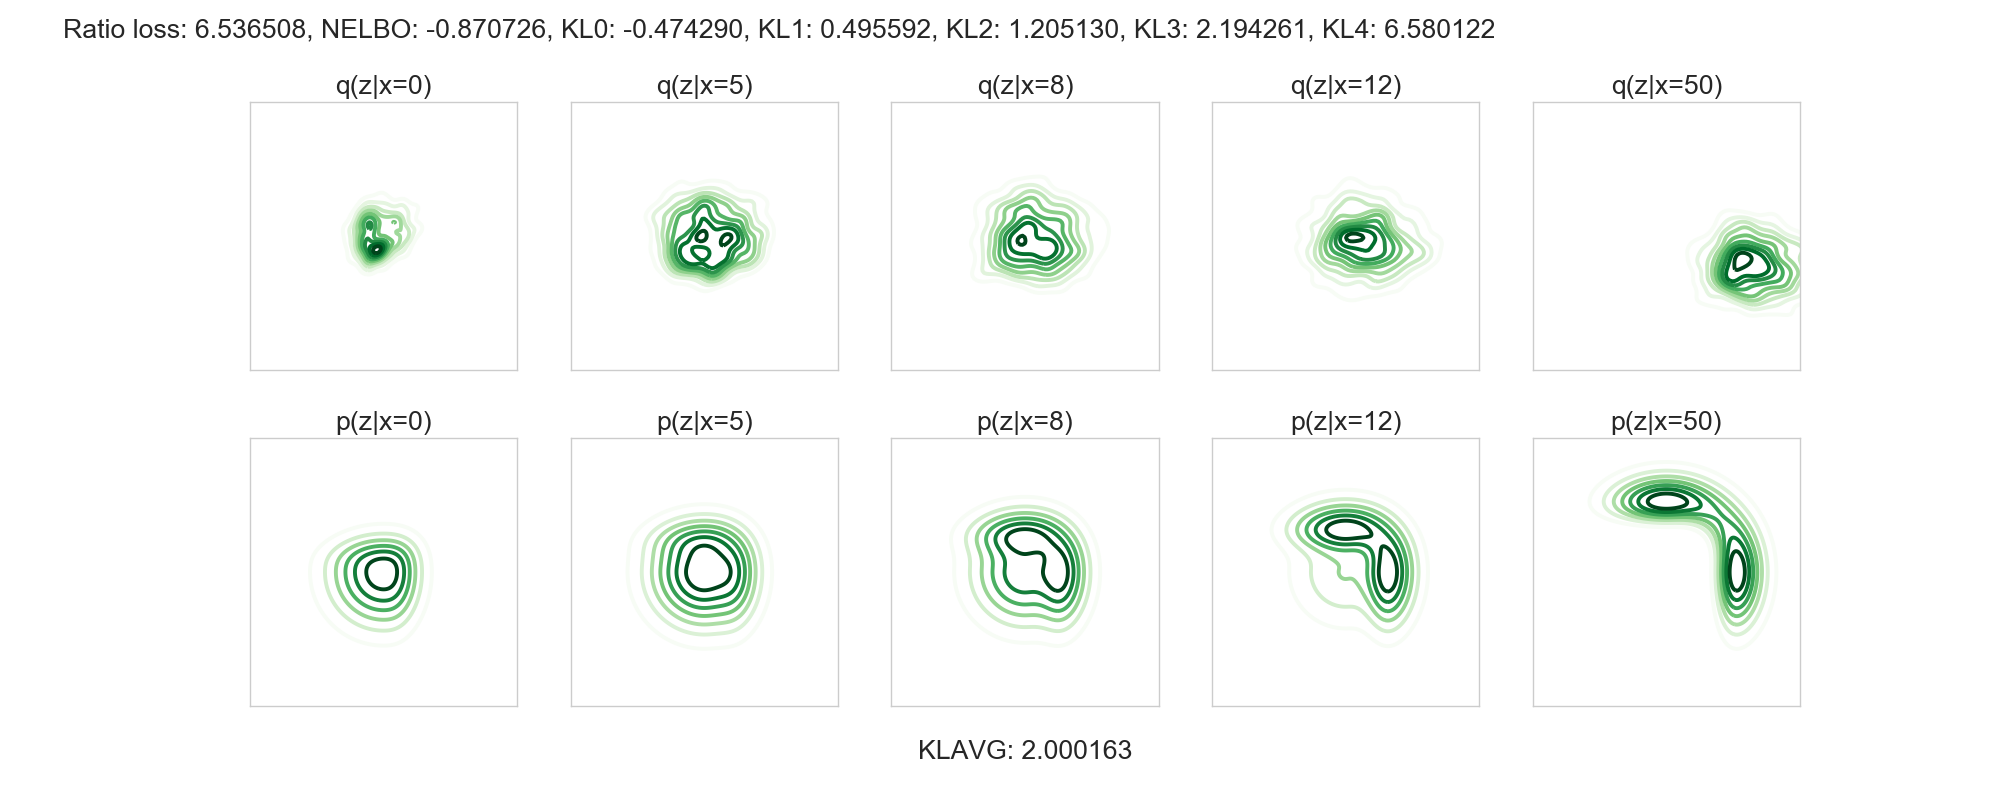 Ratio loss: 6.536508, NELBO: -0.870726, KL0: -0.474290, KL1: 0.495592, KL2: 1.205130, KL3: 2.194261, KL4: 6.580122
q(z|x=0) q(z|x=5) q(z|x=8) q(z|x=12) q(z|x=50)
p(z|x=0) p(z|x=5) p(z|x=8) p(z|x=12) p(z|x=50)
KLAVG: 2.000163